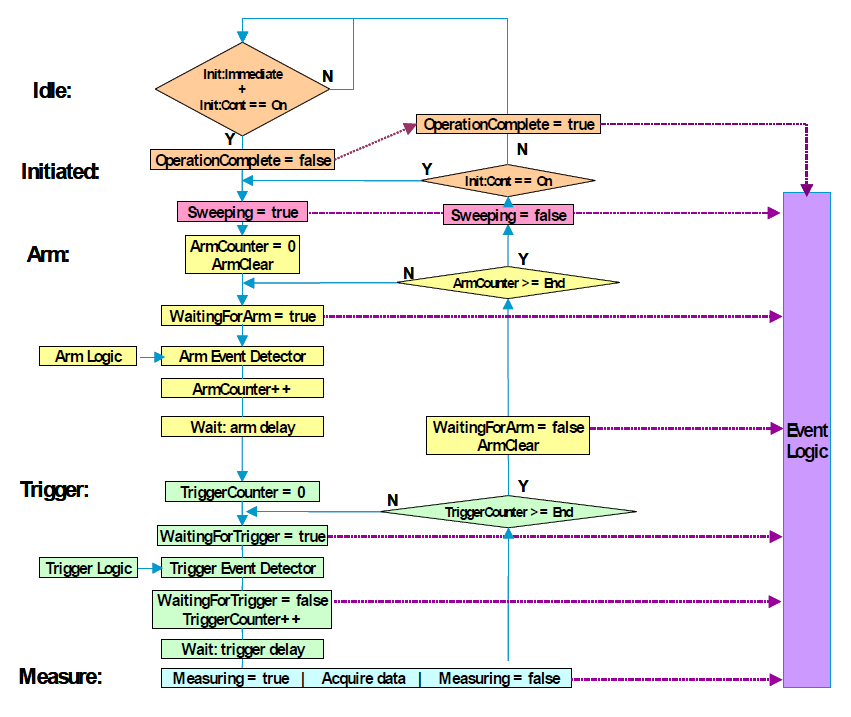 Init:Immediate
+
Init:Cont == On
N
Idle:
OperationComplete = true
Y
N
OperationComplete = false
Initiated:
Y
Init:Cont == On
Sweeping = true
Sweeping = false
Arm:
ArmCounter = 0
ArmClear
N
Y
ArmCounter >= End
WaitingForArm = true
Arm Logic
Arm Event Detector
ArmCounter++
Wait: arm delay
WaitingForArm = false
ArmClear
Event
Logic
Trigger:
TriggerCounter = 0
N
Y
TriggerCounter >= End
WaitingForTrigger = true
Trigger Logic
Trigger Event Detector
WaitingForTrigger = false
TriggerCounter++
Wait: trigger delay
Measure:
Measuring = true | Acquire data | Measuring = false